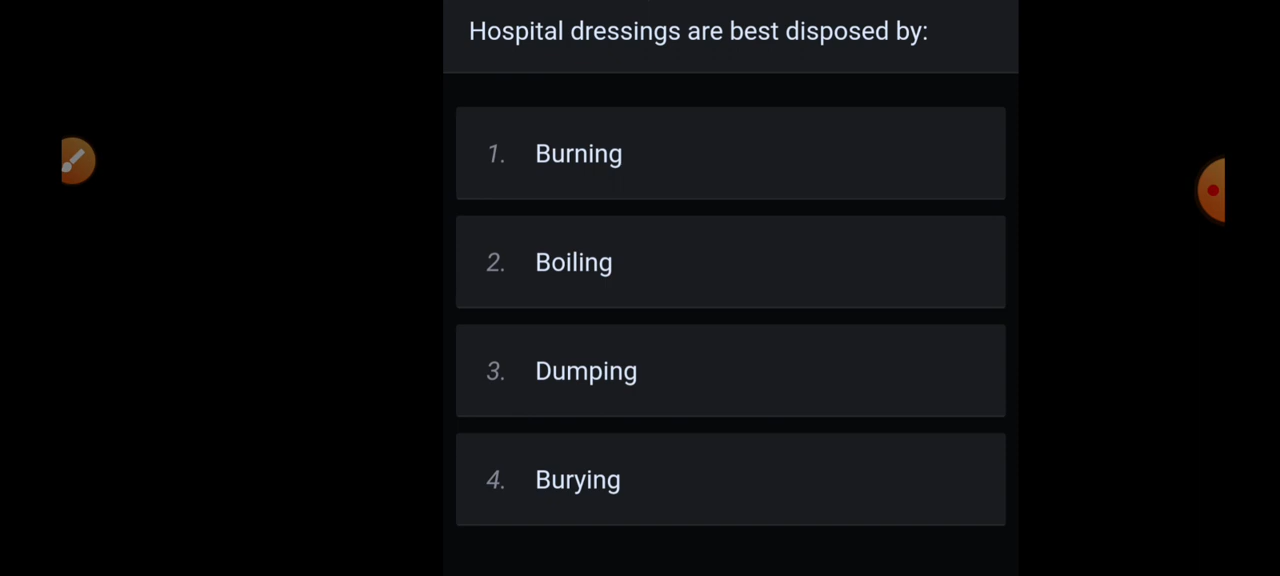 Hospital dressings are best disposed by:
1. Burning
2. Boiling
3. Dumping
4. Burying